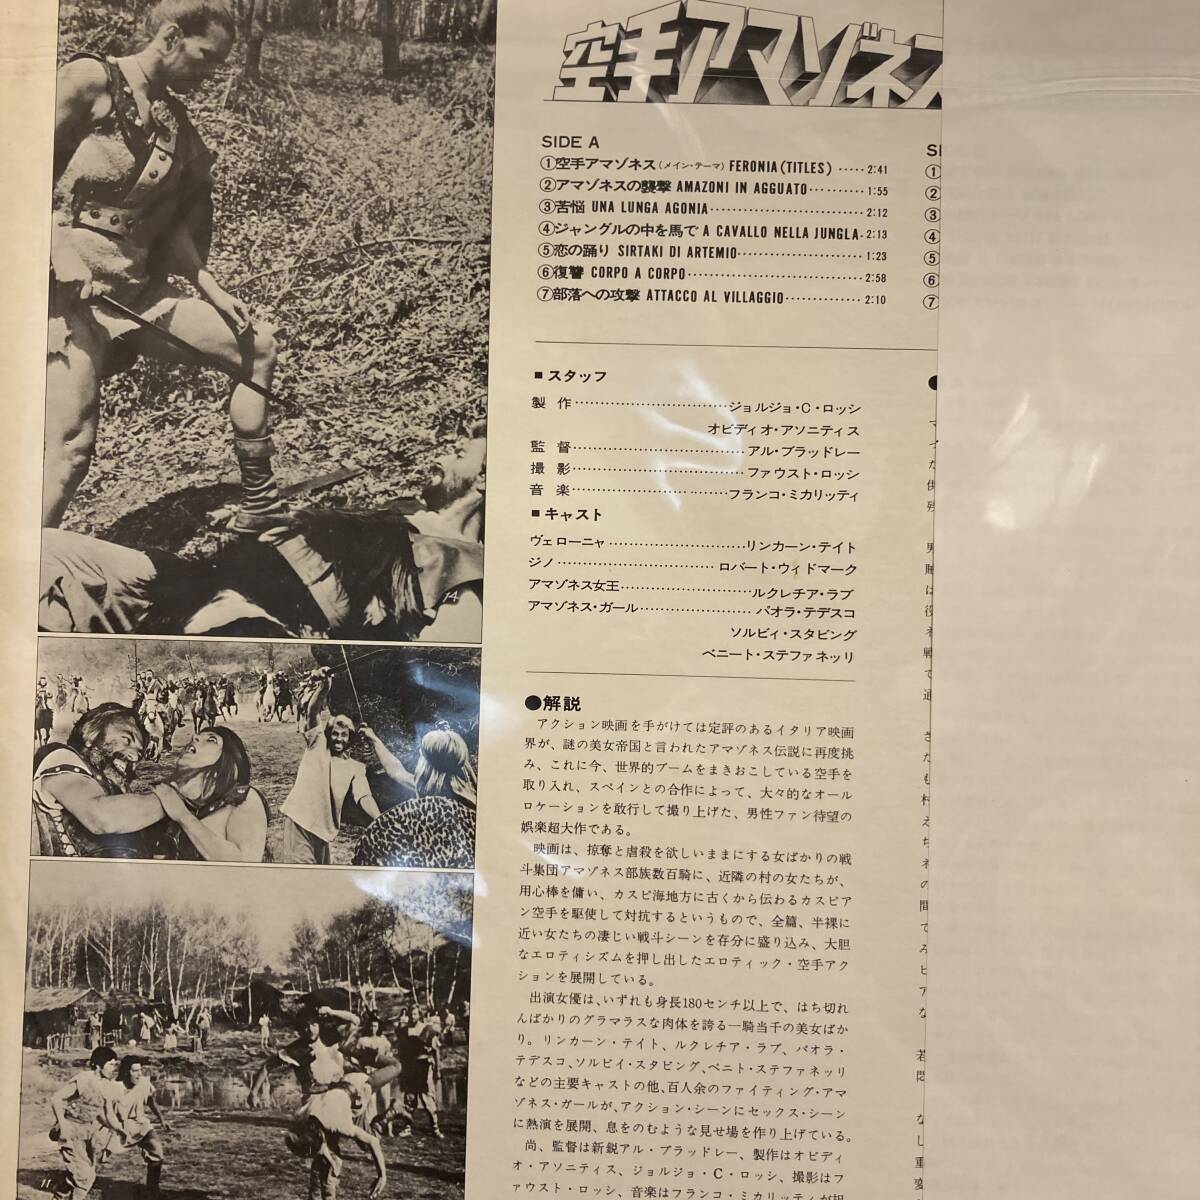 空手アマゾネス
SIDE A
①空手アマゾネス(メイン・テーマ) FERONIA (TITLES) ····· 2:41
②アマゾネスの襲撃 AMAZONI IN AGGUATO ·········· 1:55
③苦悩 UNA LUNGA AGONIA ·························· 2:12
④ジャングルの中を馬で A CAVALLO NELLA JUNGLA · 2:13
⑤恋の踊り SIRTAKI DI ARTEMIO ····················· 1:23
⑥復讐 CORPO A CORPO ······························ 2:58
⑦部落への攻撃 ATTACCO AL VILLAGGIO ············· 2:10
①
②
③
④
⑤
⑥
⑦
■スタッフ
製 作 ···························· ジョルジョ・C・ロッシ
オビディオ・アソニティス
監 督 ······························ アル・ブラッドレー
撮 影 ······························ ファウスト・ロッシ
音 楽 ···························· フランコ・ミカリッティ
■キャスト
ヴェローニャ ························ リンカーン・テイト
ジノ ···························· ロバート・ウィドマーク
アマゾネス女王 ······················· ルクレチア・ラブ
アマゾネス・ガール ···················· パオラ・テデスコ
ソルビィ・スタビング
ベニート・ステファネッリ
●解説
アクション映画を手がけては定評のあるイタリア映画
界が、謎の美女帝国と言われたアマゾネス伝説に再度挑
み、これに今、世界的ブームをまきおこしている空手を
取り入れ、スペインとの合作によって、大々的なオール
ロケーションを敢行して撮り上げた、男性ファン待望の
娯楽超大作である。
映画は、掠奪と虐殺を欲しいままにする女ばかりの戦
斗集団アマゾネス部族数百騎に、近隣の村の女たちが、
用心棒を傭い、カスピ海地方に古くから伝わるカスピア
ン空手を駆使して対抗するというもので、全篇、半裸に
近い女たちの凄じい戦斗シーンを存分に盛り込み、大胆
なエロティシズムを押し出したエロティック・空手アク
ションを展開している。
出演女優は、いずれも身長180センチ以上で、はち切れ
んばかりのグラマラスな肉体を誇る一騎当千の美女ばか
り。リンカーン・テイト、ルクレチア・ラブ、パオラ・
テデスコ、ソルビイ・スタビング、ベニト・ステファネッリ
などの主要キャストの他、百人余のファイティング・アマ
ゾネス・ガールが、アクション・シーンにセックス・シーン
に熱演を展開、息をのむような見せ場を作り上げている。
尚、監督は新鋭アル・ブラッドレー、製作はオビディ
オ・アソニティス、ジョルジョ・C・ロッシ、撮影はフ
ァウスト・ロッシ、音楽はフランコ・ミカリッティが担
14
11